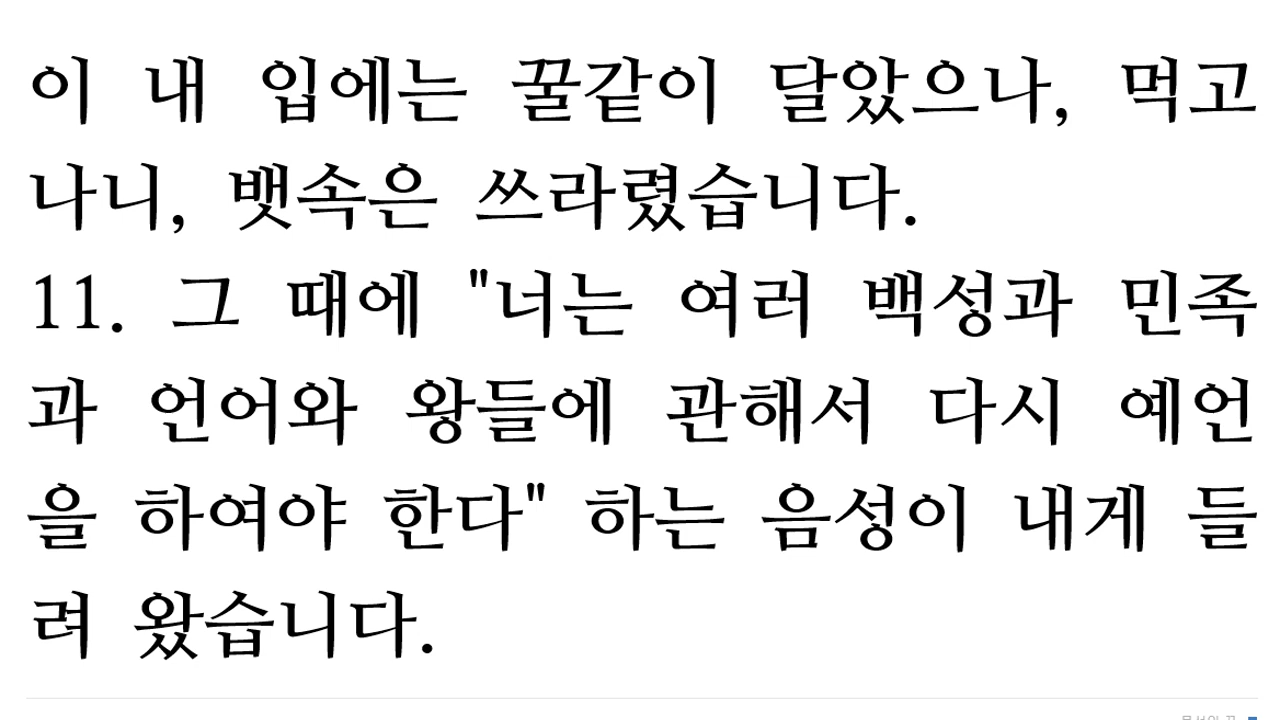 이 내 입에는 꿀같이 달았으나, 먹고
나니, 뱃속은 쓰라렸습니다.
11. 그 때에 "너는 여러 백성과 민족
과 언어와 왕들에 관해서 다시 예언
을 하여야 한다" 하는 음성이 내게 들
려 왔습니다.